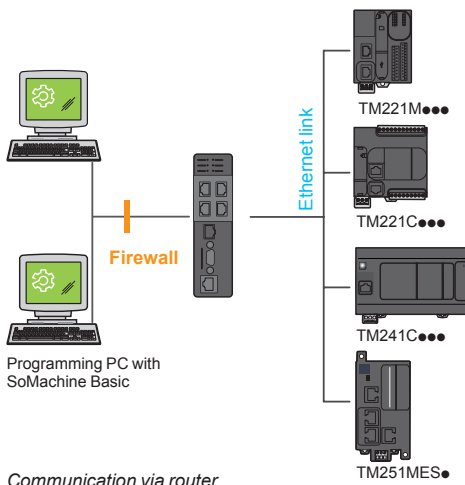 TM221M●●●
Ethernet link
TM221C●●●
Firewall
TM241C●●●
Programming PC with
SoMachine Basic
Communication via router
TM251MES●